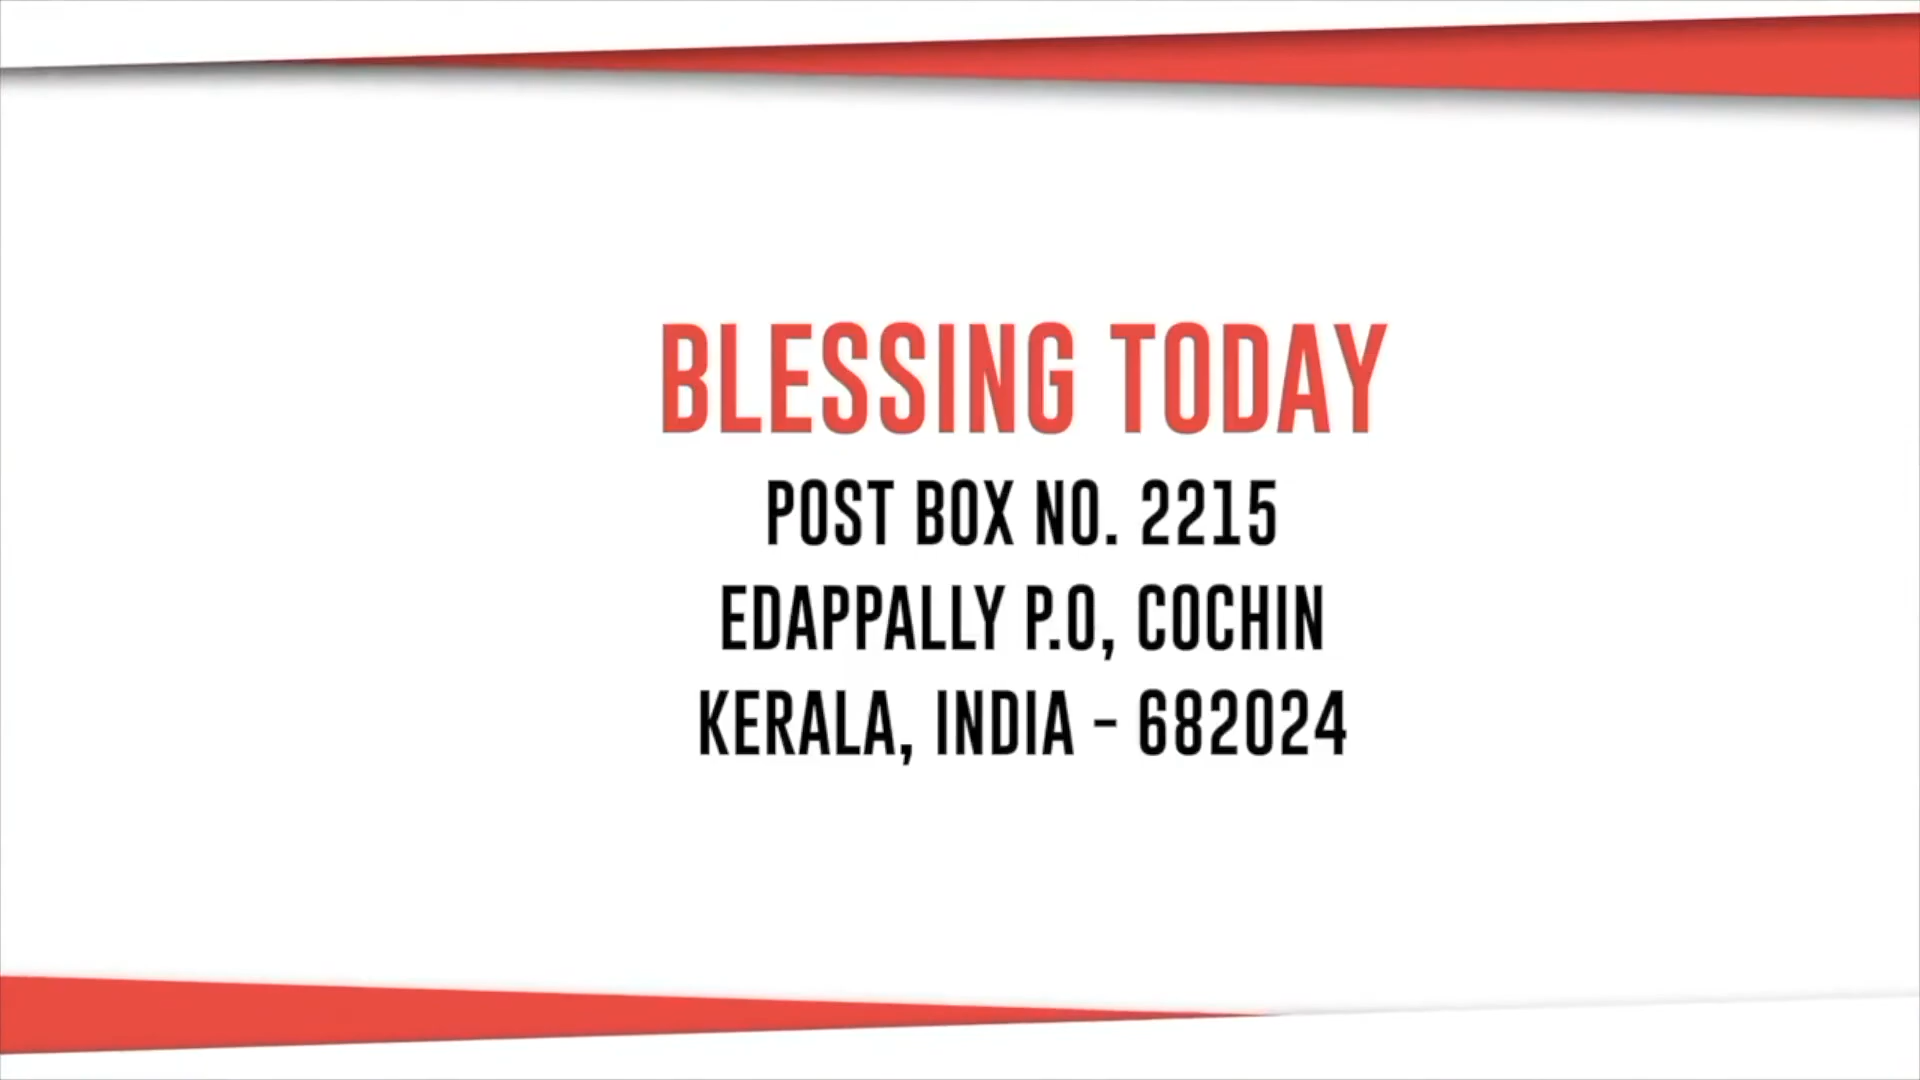 BLESSING TODAY
POST BOX NO. 2215
EDAPPALLY P.O, COCHIN
KERALA, INDIA - 682024